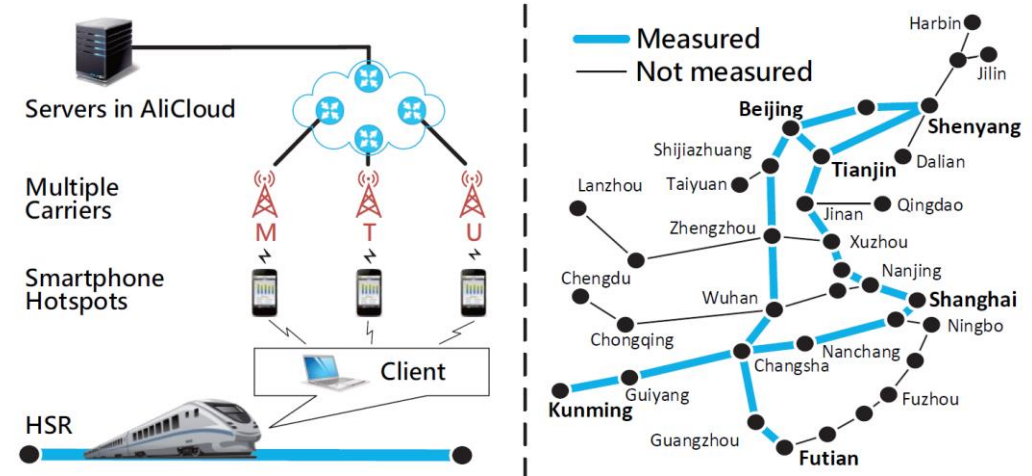 Servers in AliCloud
Multiple
Carriers
M
T
U
Smartphone
Hotspots
Client
HSR
Measured
Not measured
Harbin
Jilin
Beijing
Shenyang
Shijiazhuang
Tianjin
Dalian
Taiyuan
Lanzhou
Jinan
Qingdao
Zhengzhou
Xuzhou
Chengdu
Nanjing
Wuhan
Shanghai
Chongqing
Ningbo
Nanchang
Changsha
Guiyang
Kunming
Fuzhou
Guangzhou
Futian